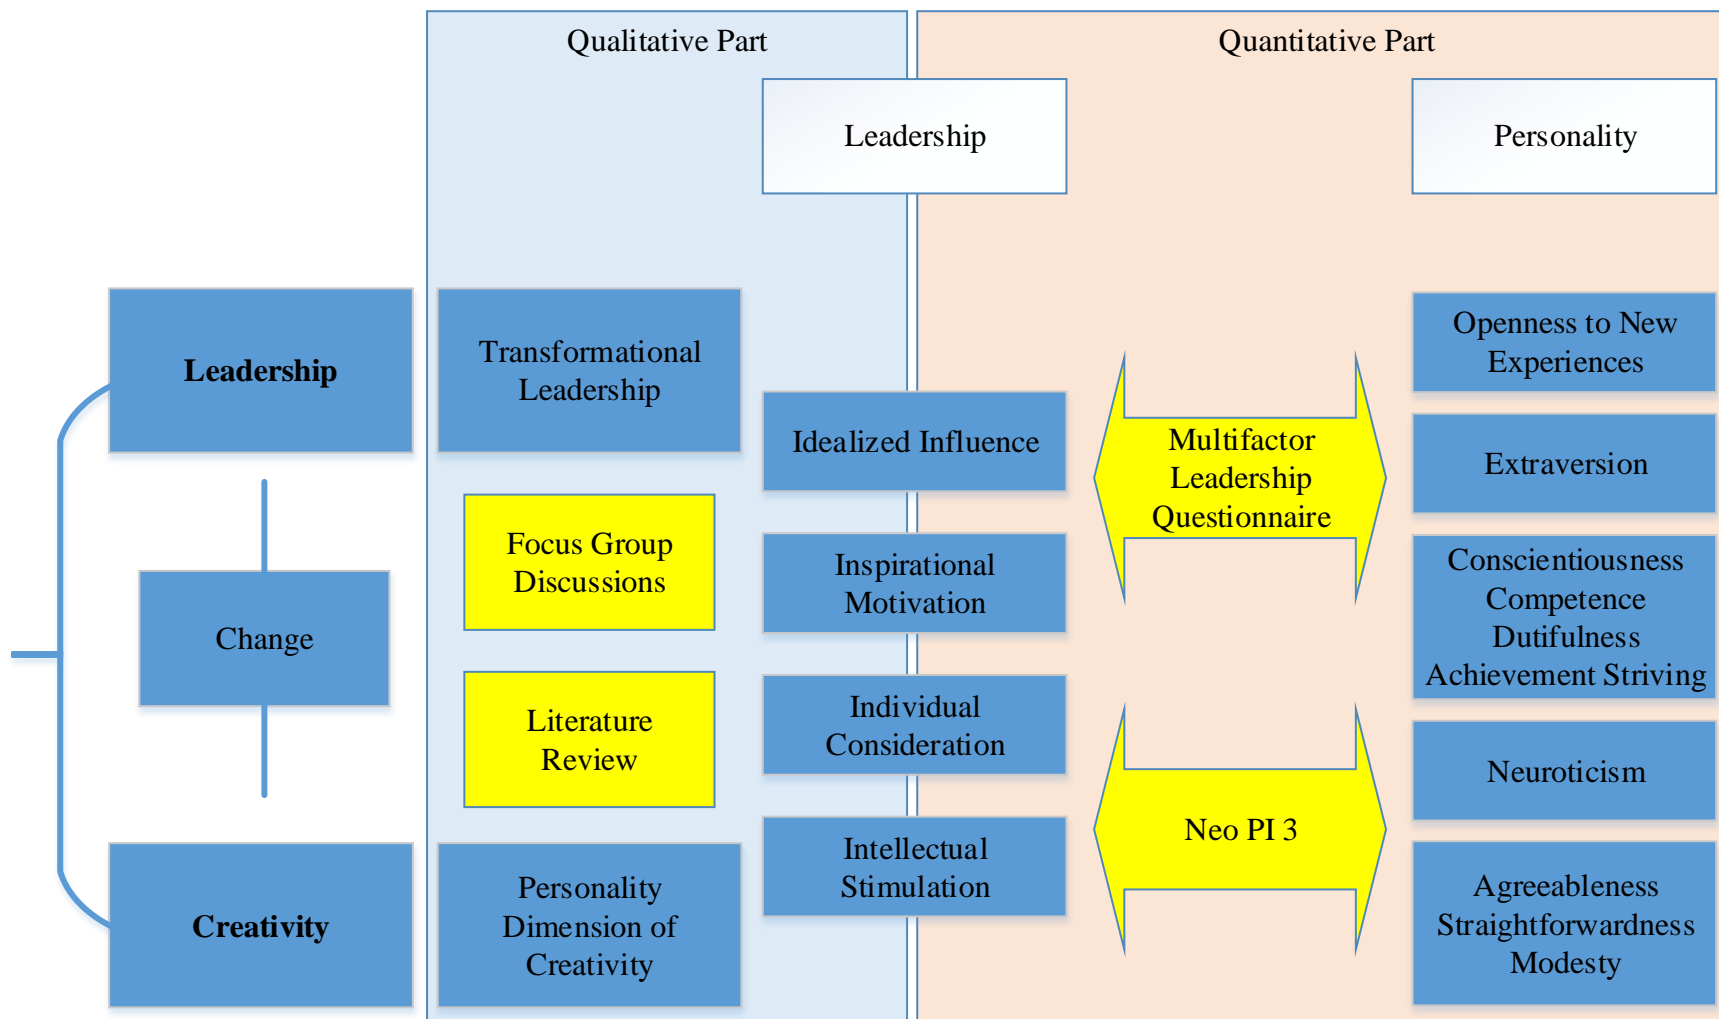 Qualitative Part
Quantitative Part
Leadership
Personality
Leadership
Change
Creativity
Transformational
Leadership
Focus Group
Discussions
Literature
Review
Personality
Dimension of
Creativity
Idealized Influence
Inspirational
Motivation
Individual
Consideration
Intellectual
Stimulation
Multifactor
Leadership
Questionnaire
Neo PI 3
Openness to New
Experiences
Extraversion
Conscientiousness
Competence
Dutifulness
Achievement Striving
Neuroticism
Agreeableness
Straightforwardness
Modesty